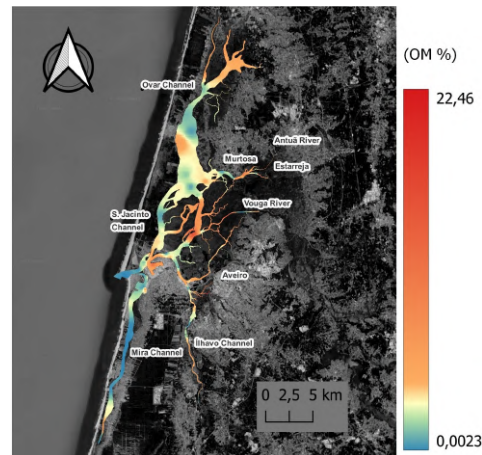 (OM %)
22,46
Ovar Channel
Antuã River
Murtosa
Estarreja
Vouga River
S. Jacinto
Channel
Aveiro
Mira Channel
Ílhavo Channel
0 2,5 5 km
0,0023